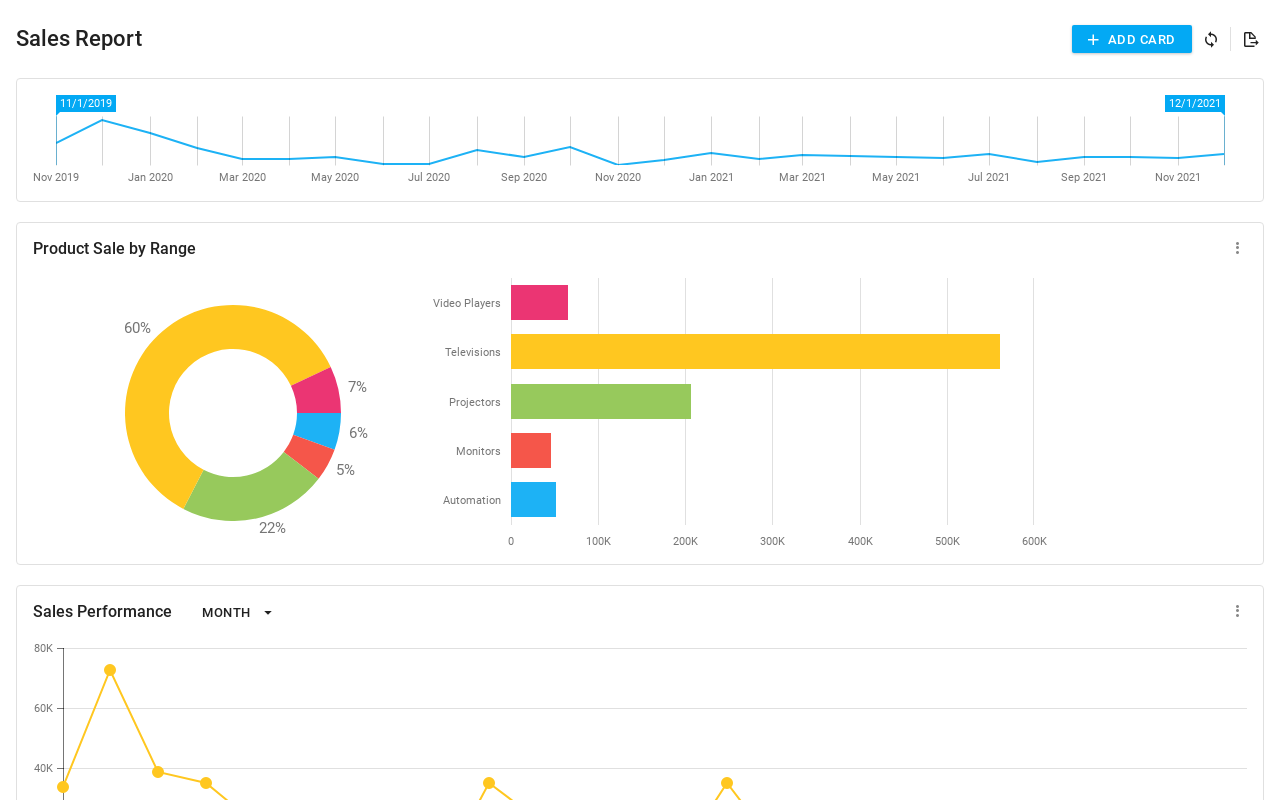 Sales Report
ADD CARD
11/1/2019
12/1/2021
Nov 2019 Jan 2020 Mar 2020 May 2020 Jul 2020 Sep 2020 Nov 2020 Jan 2021 Mar 2021 May 2021 Jul 2021 Sep 2021 Nov 2021
Product Sale by Range
60%
7%
6%
5%
22%
Video Players
Televisions
Projectors
Monitors
Automation
0 100K 200K 300K 400K 500K 600K
Sales Performance MONTH
80K
60K
40K